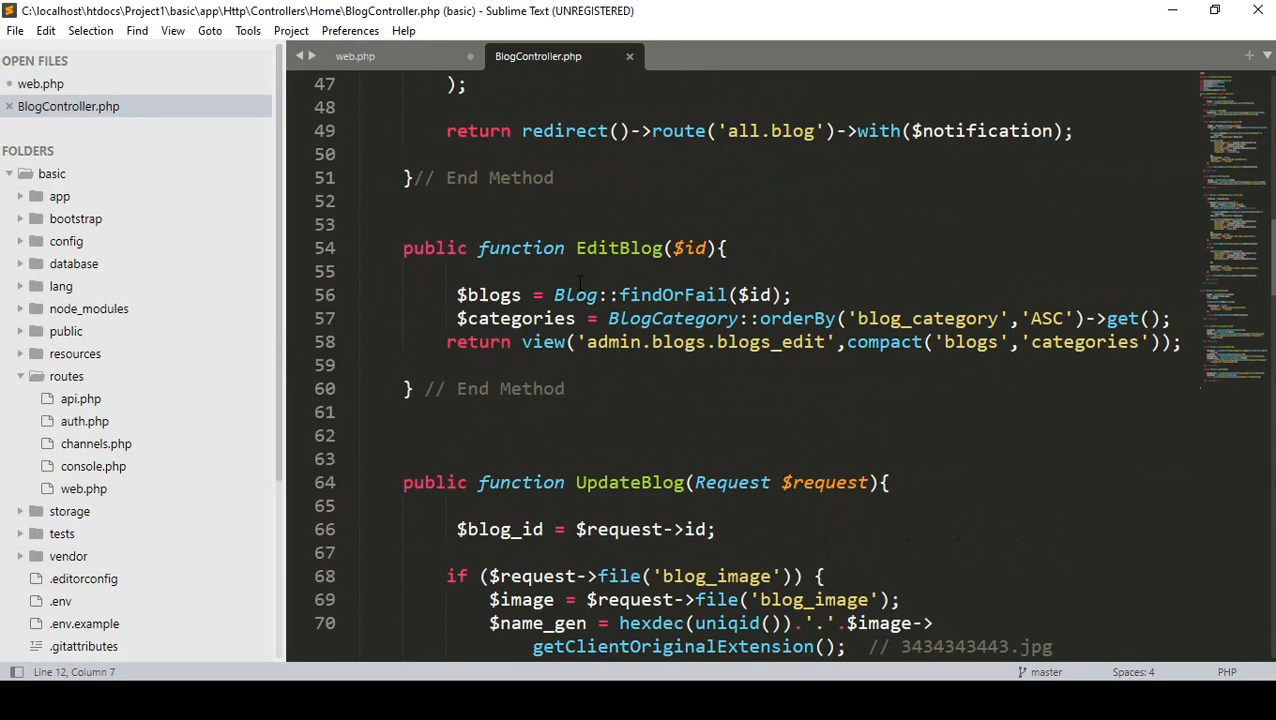 C:\localhost\htdocs\Project1\basic\app\Http\Controllers\Home\BlogController.php (basic) - Sublime Text (UNREGISTERED)
File Edit Selection Find View Goto Tools Project Preferences Help
OPEN FILES
web.php
BlogController.php
FOLDERS
basic
app
bootstrap
config
database
lang
node_modules
public
resources
routes
api.php
auth.php
channels.php
console.php
web.php
storage
tests
vendor
.editorconfig
.env
.env.example
.gitattributes
web.php BlogController.php
47 );
48
49 return redirect()->route('all.blog')->with($notification);
50
51 }// End Method
52
53
54 public function EditBlog($id){
55
56 $blogs = Blog::findOrFail($id);
57 $categories = BlogCategory::orderBy('blog_category','ASC')->get();
58 return view('admin.blogs.blogs_edit',compact('blogs','categories'));
59
60 } // End Method
61
62
63
64 public function UpdateBlog(Request $request){
65
66 $blog_id = $request->id;
67
68 if ($request->file('blog_image')) {
69 $image = $request->file('blog_image');
70 $name_gen = hexdec(uniqid()).'.'.$image->
getClientOriginalExtension(); // 3434343443.jpg
Line 12, Column 7 master Spaces: 4 PHP